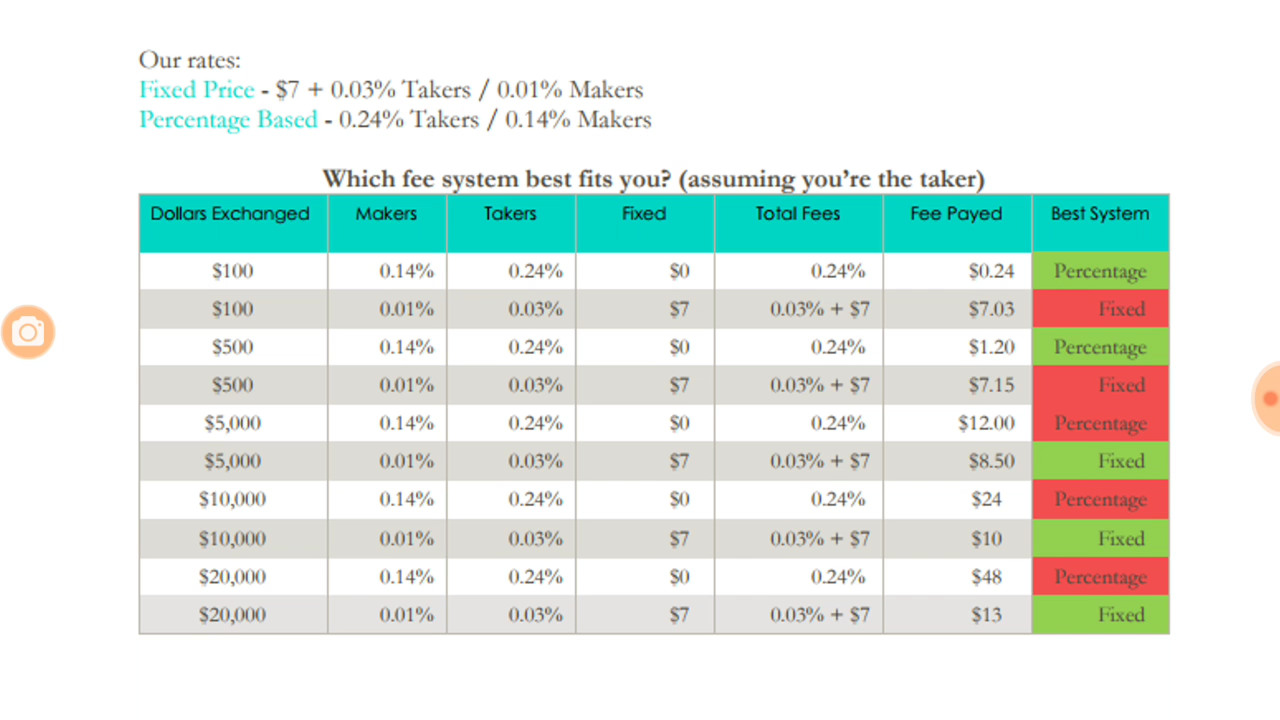 Our rates:
Fixed Price - $7 + 0.03% Takers / 0.01% Makers
Percentage Based - 0.24% Takers / 0.14% Makers
Which fee system best fits you? (assuming you're the taker)
Dollars Exchanged Makers Takers Fixed Total Fees Fee Payed Best System
$100 0.14% 0.24% $0 0.24% $0.24 Percentage
$100 0.01% 0.03% $7 0.03% + $7 $7.03 Fixed
$500 0.14% 0.24% $0 0.24% $1.20 Percentage
$500 0.01% 0.03% $7 0.03% + $7 $7.15 Fixed
$5,000 0.14% 0.24% $0 0.24% $12.00 Percentage
$5,000 0.01% 0.03% $7 0.03% + $7 $8.50 Fixed
$10,000 0.14% 0.24% $0 0.24% $24 Percentage
$10,000 0.01% 0.03% $7 0.03% + $7 $10 Fixed
$20,000 0.14% 0.24% $0 0.24% $48 Percentage
$20,000 0.01% 0.03% $7 0.03% + $7 $13 Fixed